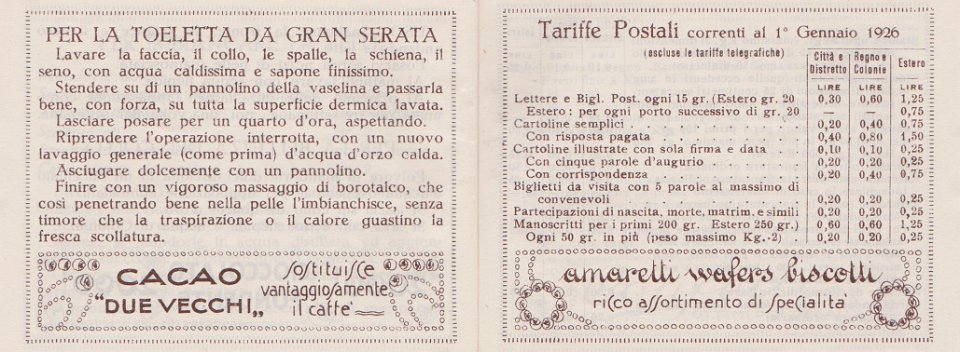 PER LA TOELETTA DA GRAN SERATA
Lavare la faccia, il collo, le spalle, la schiena, il
seno, con acqua caldissima e sapone finissimo.
Stendere su di un pannolino della vaselina e passarla
bene, con forza, su tutta la superficie dermica lavata.
Lasciare posare per un quarto d'ora, aspettando.
Riprendere l'operazione interrotta, con un nuovo
lavaggio generale (come prima) d'acqua d'orzo calda.
Asciugare dolcemente con un pannolino.
Finire con un vigoroso massaggio di borotalco, che
così penetrando bene nella pelle l'imbianchisce, senza
timore che la traspirazione o il calore guastino la
fresca scollatura.
CACAO
"DUE VECCHI„
Sostituisce
vantaggiosamente
il caffè
Tariffe Postali correnti al 1° Gennaio 1926
(escluse le tariffe telegrafiche)
Città e Distretto Regno e Colonie Estero
LIRE LIRE LIRE
Lettere e Bigl. Post. ogni 15 gr. (Estero gr. 20 0,30 0,60 1,25
Estero: per ogni porto successivo di gr. 20 — — 0,75
Cartoline semplici 0,20 0,40 0,75
Con risposta pagata 0,40 0,80 1,50
Cartoline illustrate con sola firma e data 0,10 0,10 0,25
Con cinque parole d'augurio 0,20 0,20 0,25
Con corrispondenza 0,20 0,40 0,75
Biglietti da visita con 5 parole al massimo di
convenevoli 0,20 0,20 0,25
Partecipazioni di nascita, morte, matrim. e simili 0,20 0,20 0,25
Manoscritti per i primi 200 gr. Estero 250 gr.) 0,60 0,60 1,25
Ogni 50 gr. in più (peso massimo Kg. 2) 0,20 0,20 0,25
amaretti wafers biscotti
ricco assortimento di specialità